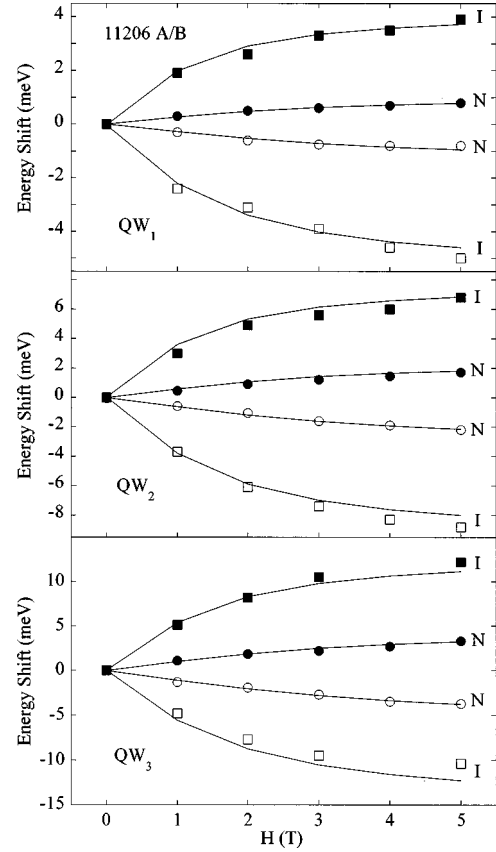 4
11206 A/B
I
2
N
0
N
-2
-4
QW1
I
Energy Shift (meV)
6
I
4
2
N
0
-2
N
-4
-6
QW2
-8
I
Energy Shift (meV)
10
I
5
N
0
N
-5
-10
QW3
I
-15
Energy Shift (meV)
0 1 2 3 4 5
H (T)